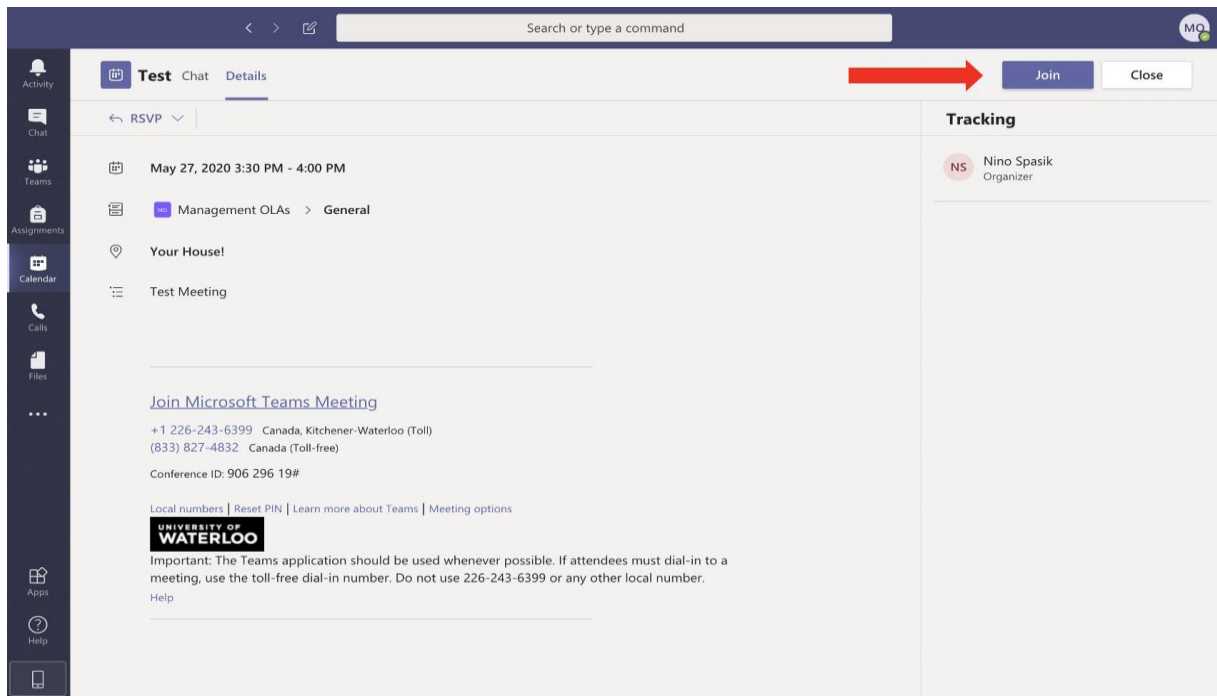 Search or type a command
MO
Activity
Chat
Teams
Assignments
Calendar
Calls
Files
Apps
Help
Test Chat Details
Join
Close
RSVP
May 27, 2020 3:30 PM - 4:00 PM
MO Management OLAs > General
Your House!
Test Meeting
Join Microsoft Teams Meeting
+1 226-243-6399 Canada, Kitchener-Waterloo (Toll)
(833) 827-4832 Canada (Toll-free)
Conference ID: 906 296 19#
Local numbers | Reset PIN | Learn more about Teams | Meeting options
UNIVERSITY OF
WATERLOO
Important: The Teams application should be used whenever possible. If attendees must dial-in to a
meeting, use the toll-free dial-in number. Do not use 226-243-6399 or any other local number.
Help
Tracking
NS
Nino Spasik
Organizer